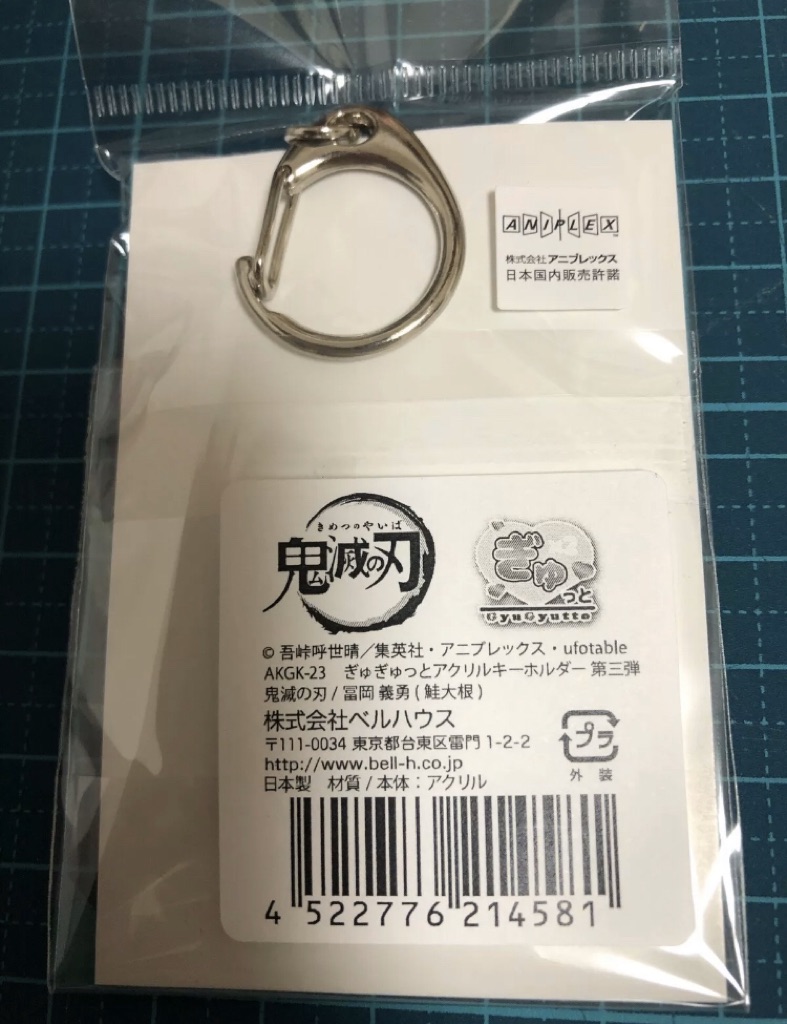 ANIPLEX
株式会社アニプレックス
日本国内販売許諾
きめつのやいば
鬼滅の刃
ぎゅ
っと
GyuGyutto
© 吾峠呼世晴／集英社・アニプレックス・ufotable
AKGK-23　ぎゅぎゅっとアクリルキーホルダー 第三弾
鬼滅の刃 / 冨岡 義勇 ( 鮭大根 )
株式会社ベルハウス
〒111-0034 東京都台東区雷門 1-2-2
http://www.bell-h.co.jp
日本製　材質 / 本体：アクリル
プラ
外 装
4 522776 214581